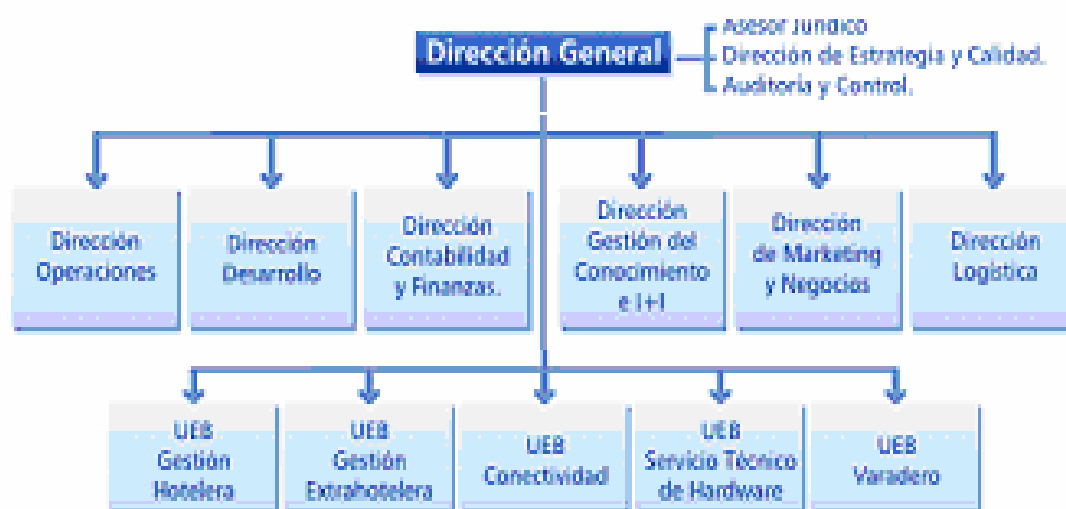 Asesor Jurídico
Dirección General
Dirección de Estrategia y Calidad.
Auditoría y Control.
Dirección
Operaciones
Dirección
Desarrollo
Dirección
Contabilidad
y Finanzas.
Dirección
Gestión del
Conocimiento
e I+I
Dirección
de Marketing
y Negocios
Dirección
Logística
UEB
Gestión
Hotelera
UEB
Gestión
Extrahotelera
UEB
Conectividad
UEB
Servicio Técnico
de Hardware
UEB
Varadero